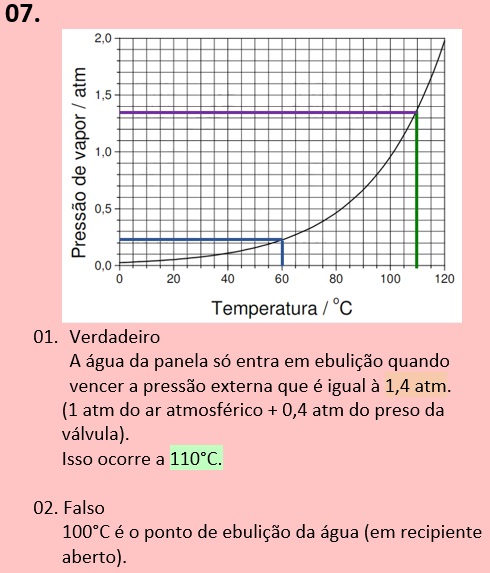 07.
2,0
1,5
1,0
0,5
0,0
Pressão de vapor / atm
0 20 40 60 80 100 120
Temperatura / °C
01. Verdadeiro
A água da panela só entra em ebulição quando
vencer a pressão externa que é igual à 1,4 atm.
(1 atm do ar atmosférico + 0,4 atm do preso da
válvula).
Isso ocorre a 110°C.
02. Falso
100°C é o ponto de ebulição da água (em recipiente
aberto).